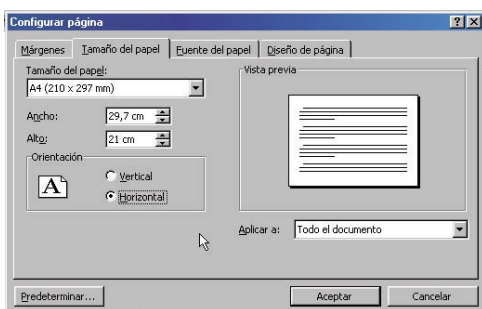 Configurar página
Márgenes Tamaño del papel Fuente del papel Diseño de página
Tamaño del papel:
A4 (210 x 297 mm)
Ancho: 29,7 cm
Alto: 21 cm
Orientación
A
Vertical
Horizontal
Vista previa
Aplicar a: Todo el documento
Predeterminar... Aceptar Cancelar